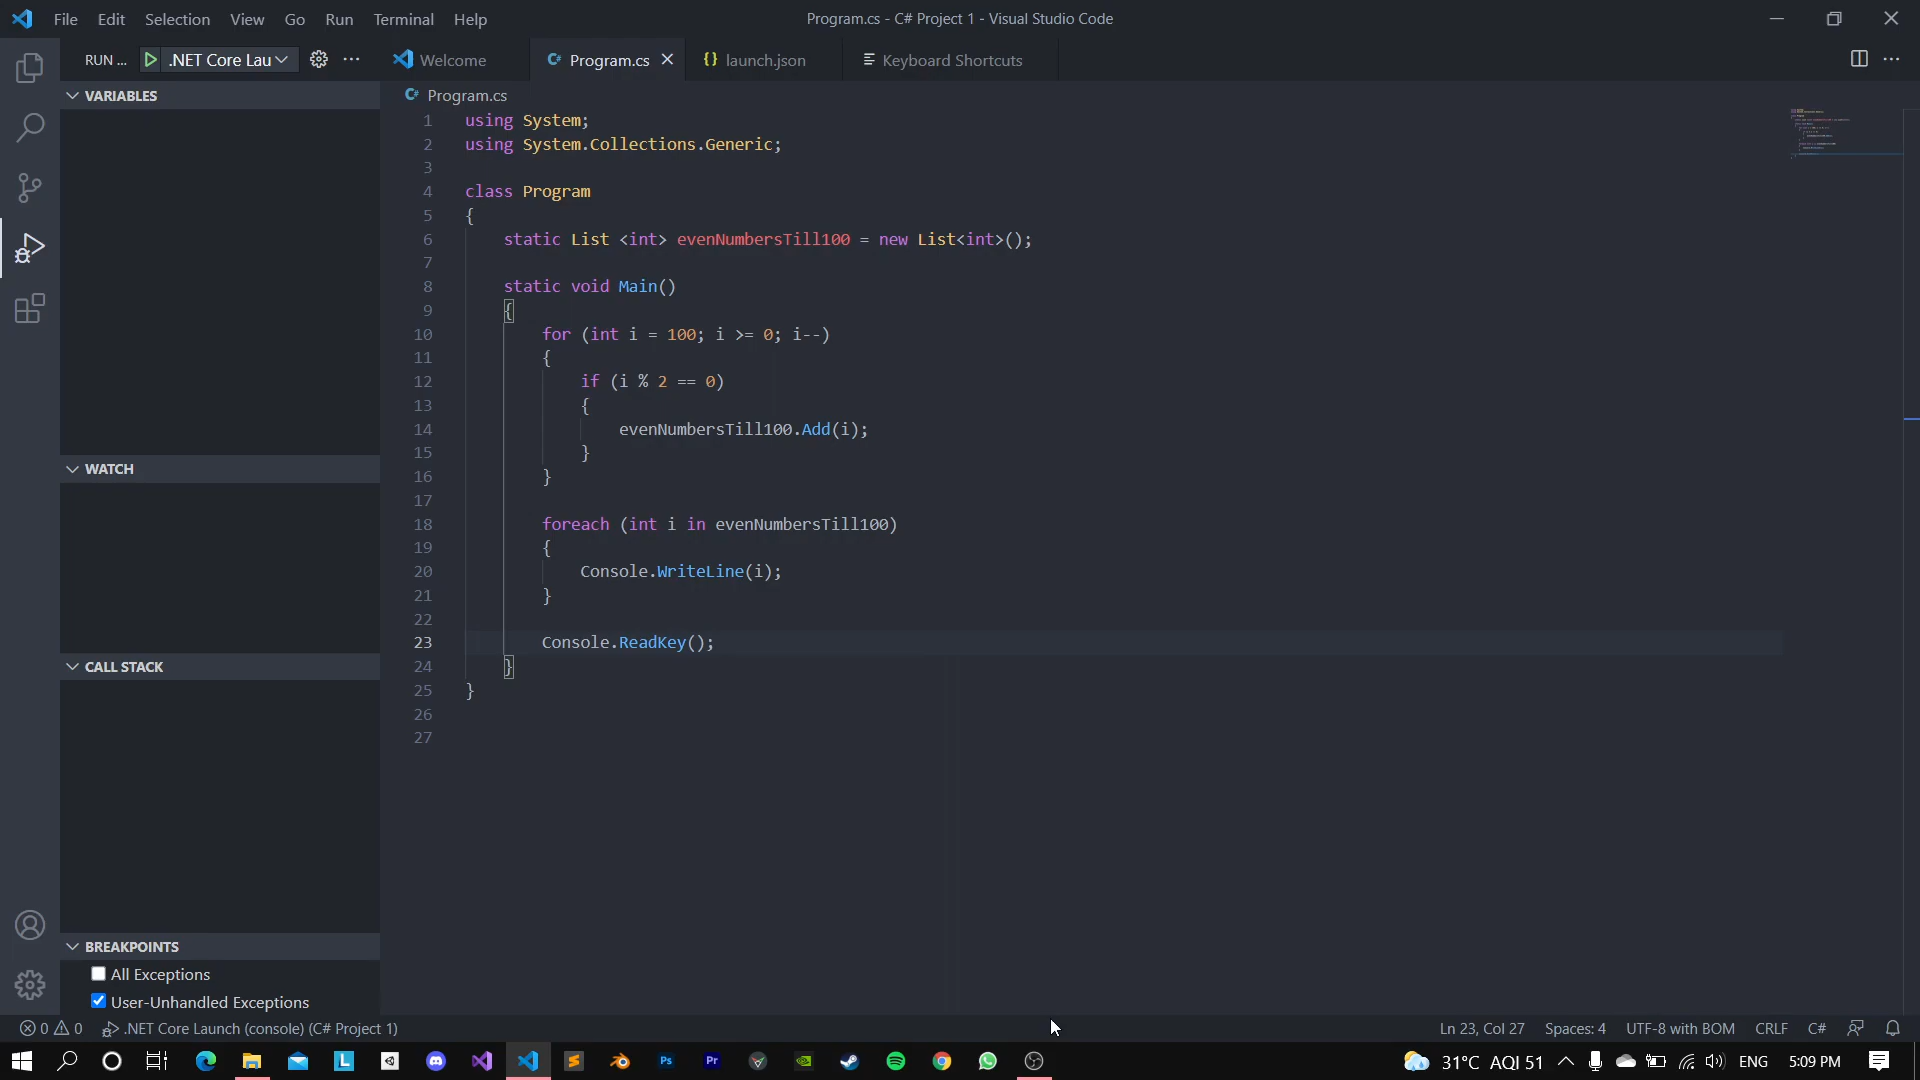 File Edit Selection View Go Run Terminal Help
Program.cs - C# Project 1 - Visual Studio Code
RUN ... .NET Core Lau
Welcome
C# Program.cs
{} launch.json
Keyboard Shortcuts
VARIABLES
WATCH
CALL STACK
BREAKPOINTS
All Exceptions
User-Unhandled Exceptions
C# Program.cs
1 using System;
2 using System.Collections.Generic;
3
4 class Program
5 {
6 static List <int> evenNumbersTill100 = new List<int>();
7
8 static void Main()
9 {
10 for (int i = 100; i >= 0; i--)
11 {
12 if (i % 2 == 0)
13 {
14 evenNumbersTill100.Add(i);
15 }
16 }
17
18 foreach (int i in evenNumbersTill100)
19 {
20 Console.WriteLine(i);
21 }
22
23 Console.ReadKey();
24 }
25 }
26
27
0 0 .NET Core Launch (console) (C# Project 1)
Ln 23, Col 27 Spaces: 4 UTF-8 with BOM CRLF C#
L Ps Pr 31°C AQI 51 ENG 5:09 PM